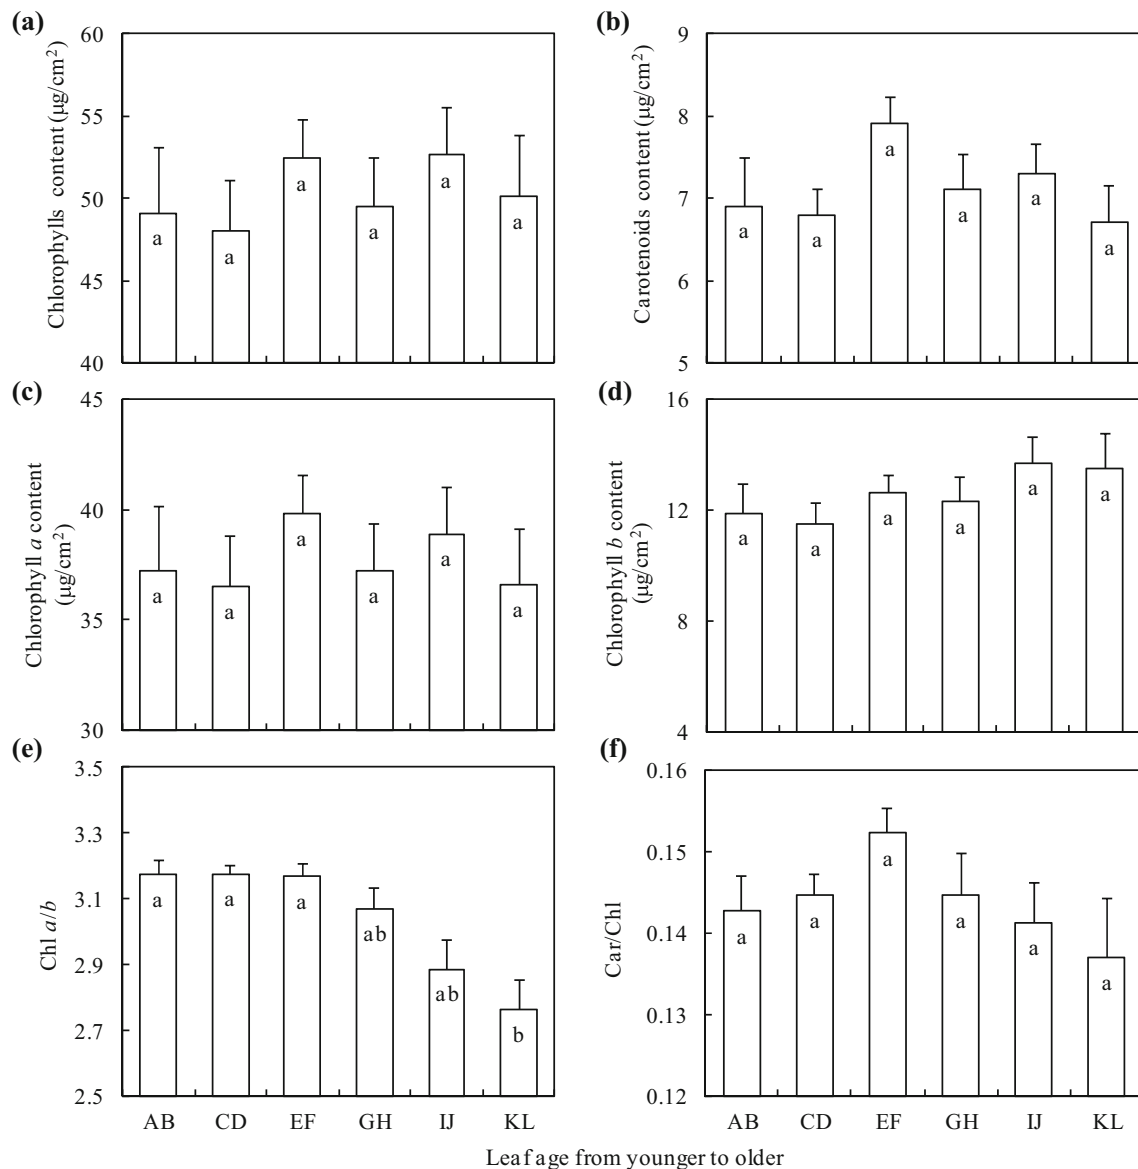 (a)
Chlorophylls content (μg/cm²)
60
55
50
45
40
a
a
a
a
a
a
(b)
Carotenoids content (μg/cm²)
9
8
7
6
5
a
a
a
a
a
a
(c)
Chlorophyll a content
(μg/cm²)
45
40
35
30
a
a
a
a
a
a
(d)
Chlorophyll b content
(μg/cm²)
16
12
8
4
a
a
a
a
a
a
(e)
Chl a/b
3.5
3.3
3.1
2.9
2.7
2.5
a
a
a
ab
ab
b
AB CD EF GH IJ KL
(f)
Car/Chl
0.16
0.15
0.14
0.13
0.12
a
a
a
a
a
a
AB CD EF GH IJ KL
Leaf age from younger to older